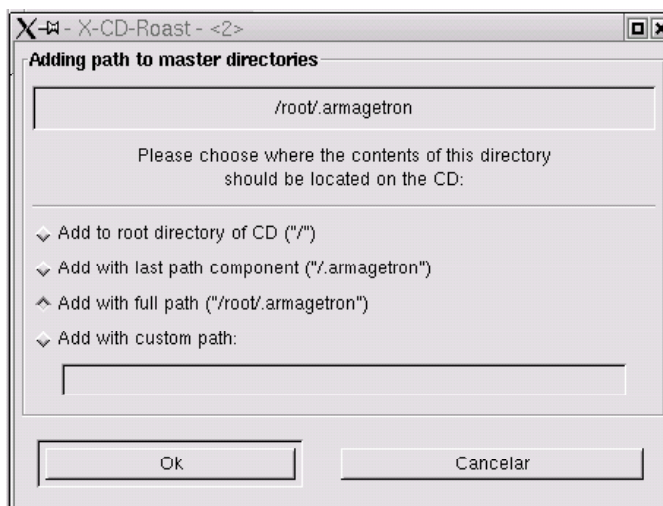 X-CD-Roast - <2>
Adding path to master directories
/root/.armagetron
Please choose where the contents of this directory
should be located on the CD:
Add to root directory of CD ("/")
Add with last path component ("/.armagetron")
Add with full path ("/root/.armagetron")
Add with custom path:
Ok
Cancelar